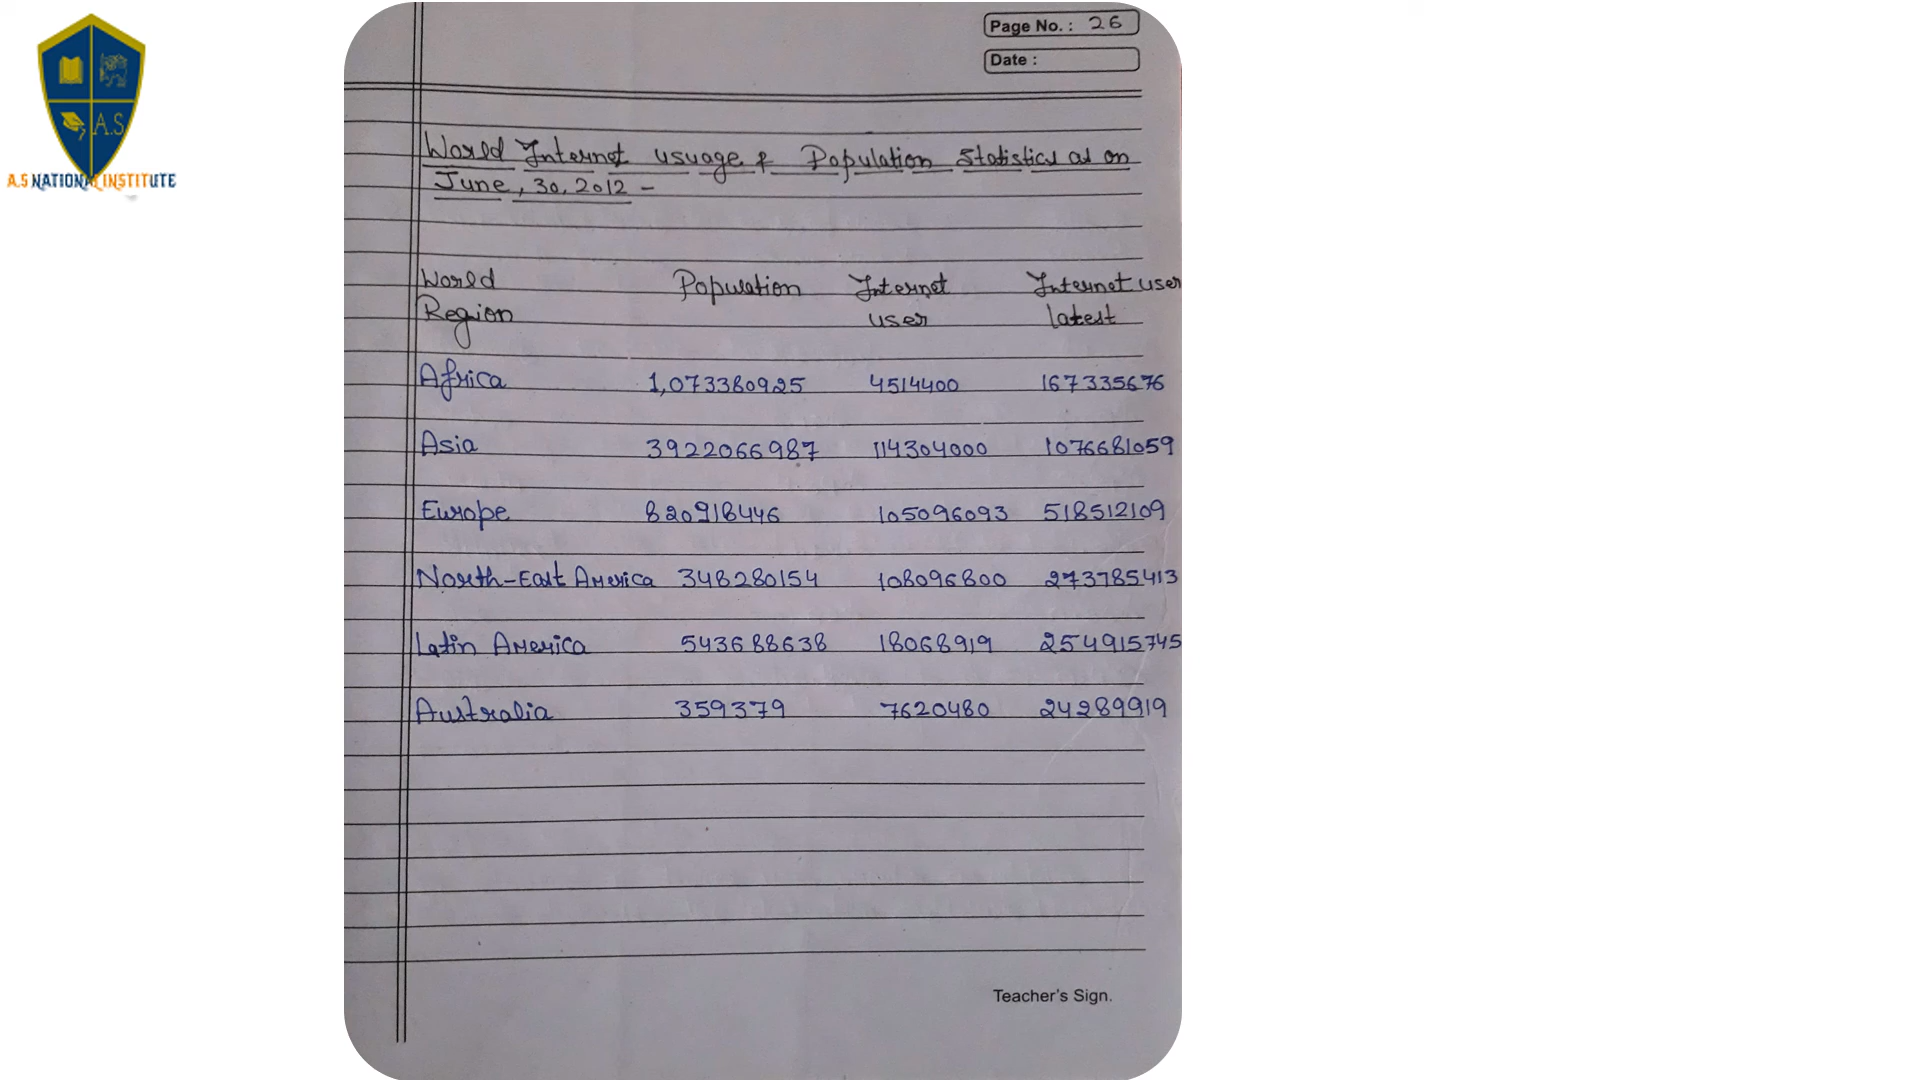 A.S
A.S NATIONAL INSTITUTE
Page No. : 26
Date :
World Internet usuage & Population Statistics as on
June, 30, 2012 -
World Population Internet Internet user
Region user latest
Africa 1,073380925 4514400 167335676
Asia 3922066987 114304000 1076681059
Europe 820918446 105096093 518512109
North-East America 348280154 108096800 273785413
Latin America 543688638 18068919 254915745
Australia 359379 7620480 24289919
Teacher's Sign.